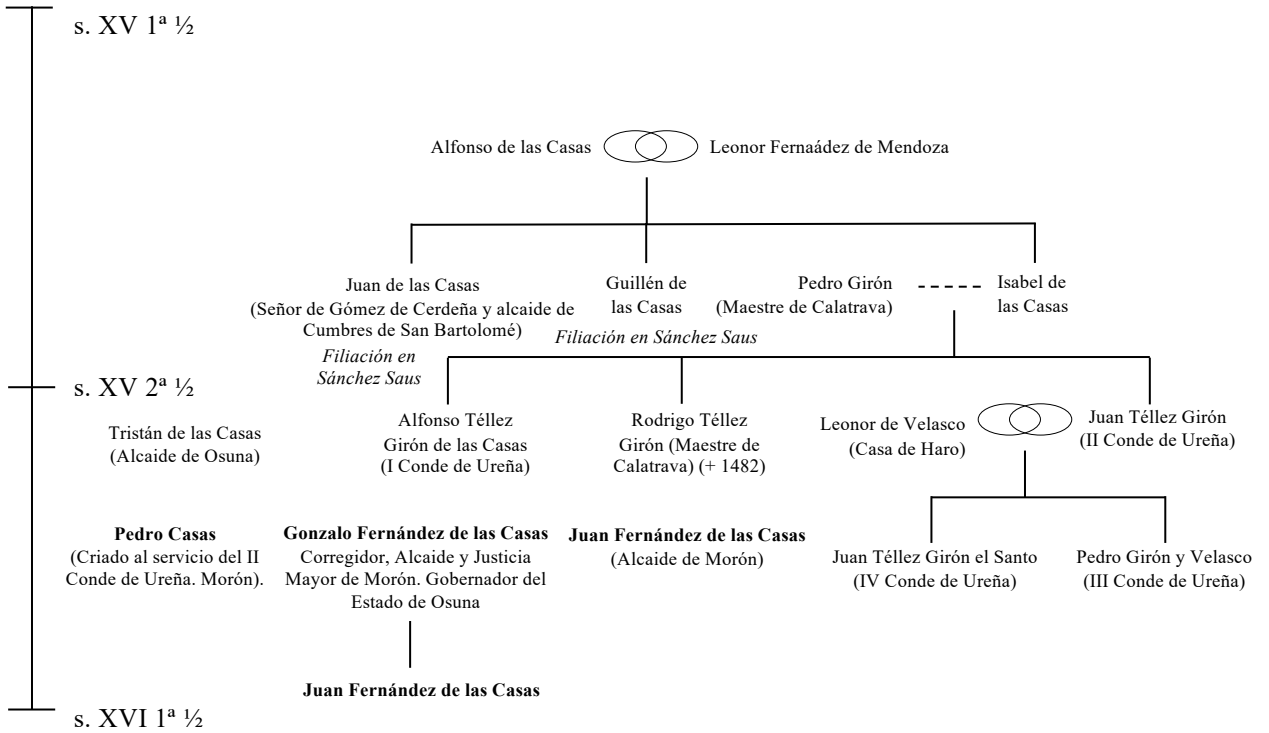 s. XV 1ª ½
Alfonso de las Casas
Leonor Fernaádez de Mendoza
Juan de las Casas
(Señor de Gómez de Cerdeña y alcaide de
Cumbres de San Bartolomé)
Filiación en
Sánchez Saus
Guillén de
las Casas
Filiación en Sánchez Saus
Pedro Girón
(Maestre de Calatrava)
Isabel de
las Casas
s. XV 2ª ½
Tristán de las Casas
(Alcaide de Osuna)
Alfonso Téllez
Girón de las Casas
(I Conde de Ureña)
Rodrigo Téllez
Girón (Maestre de
Calatrava) (+ 1482)
Leonor de Velasco
(Casa de Haro)
Juan Téllez Girón
(II Conde de Ureña)
Pedro Casas
(Criado al servicio del II
Conde de Ureña. Morón).
Gonzalo Fernández de las Casas
Corregidor, Alcaide y Justicia
Mayor de Morón. Gobernador del
Estado de Osuna
Juan Fernández de las Casas
(Alcaide de Morón)
Juan Téllez Girón el Santo
(IV Conde de Ureña)
Pedro Girón y Velasco
(III Conde de Ureña)
Juan Fernández de las Casas
s. XVI 1ª ½